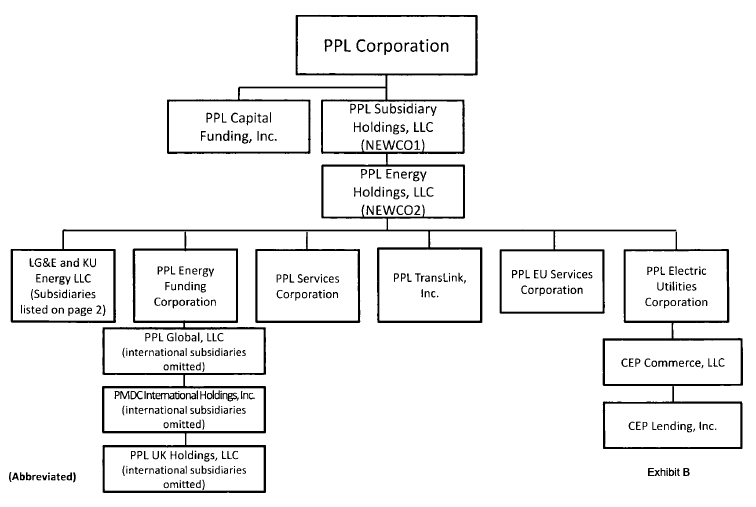 PPL Corporation
PPL Capital
Funding, Inc.
PPL Subsidiary
Holdings, LLC
(NEWCO1)
PPL Energy
Holdings, LLC
(NEWCO2)
LG&E and KU
Energy LLC
(Subsidiaries
listed on page 2)
PPL Energy
Funding
Corporation
PPL Services
Corporation
PPL TransLink,
Inc.
PPL EU Services
Corporation
PPL Electric
Utilities
Corporation
PPL Global, LLC
(international subsidiaries
omitted)
PMDC International Holdings, Inc.
(international subsidiaries
omitted)
PPL UK Holdings, LLC
(international subsidiaries
omitted)
CEP Commerce, LLC
CEP Lending, Inc.
(Abbreviated)
Exhibit B